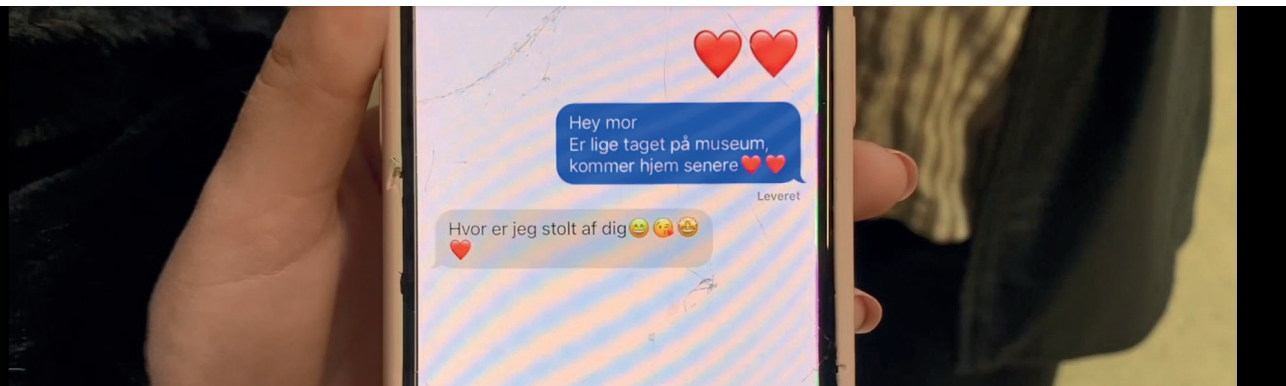 ❤️❤️
Hey mor
Er lige taget på museum,
kommer hjem senere❤️❤️
Leveret
Hvor er jeg stolt af dig😄😘🤩
❤️